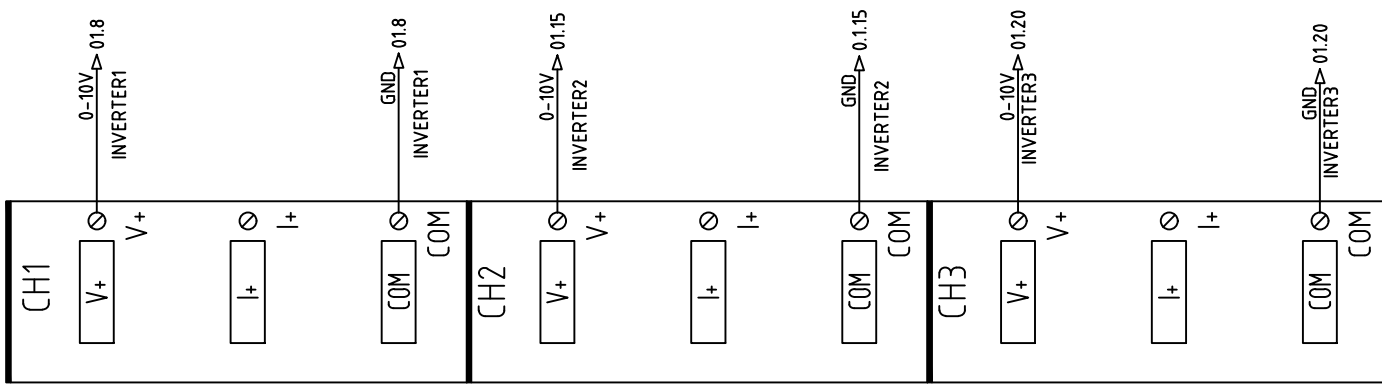 01.8
0-10V
INVERTER1
01.8
GND
INVERTER1
01.15
0-10V
INVERTER2
0.1.15
GND
INVERTER2
01.20
0-10V
INVERTER3
01.20
GND
INVERTER3
CH1
V+
V+
I+
I+
COM
COM
CH2
V+
V+
I+
I+
COM
COM
CH3
V+
V+
I+
I+
COM
COM